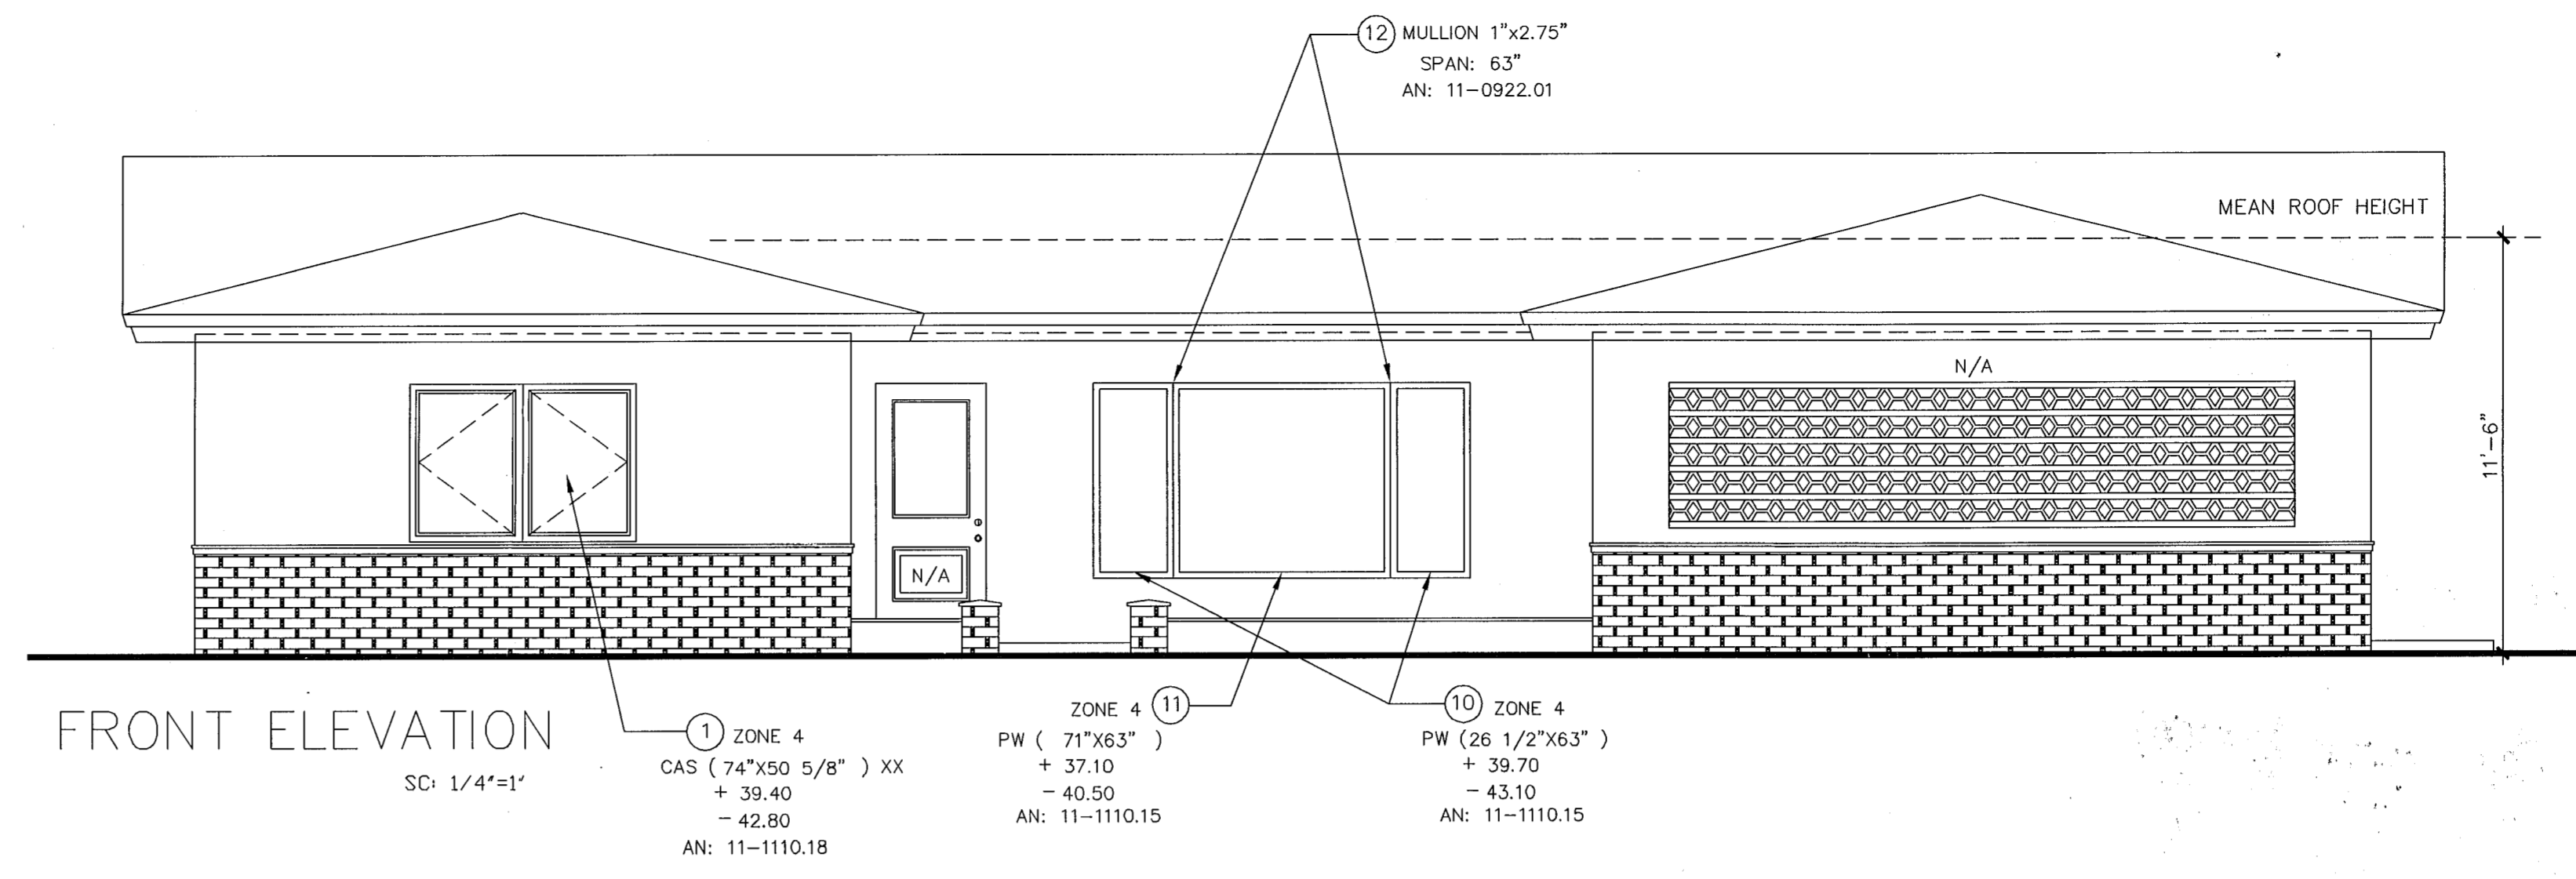 12 MULLION 1"x2.75"
SPAN: 63"
AN: 11-0922.01
MEAN ROOF HEIGHT
N/A
11'-6"
N/A
FRONT ELEVATION
SC: 1/4"=1'
1 ZONE 4
CAS ( 74"X50 5/8" ) XX
+ 39.40
- 42.80
AN: 11-1110.18
ZONE 4 11
PW ( 71"X63" )
+ 37.10
- 40.50
AN: 11-1110.15
10 ZONE 4
PW (26 1/2"X63" )
+ 39.70
- 43.10
AN: 11-1110.15